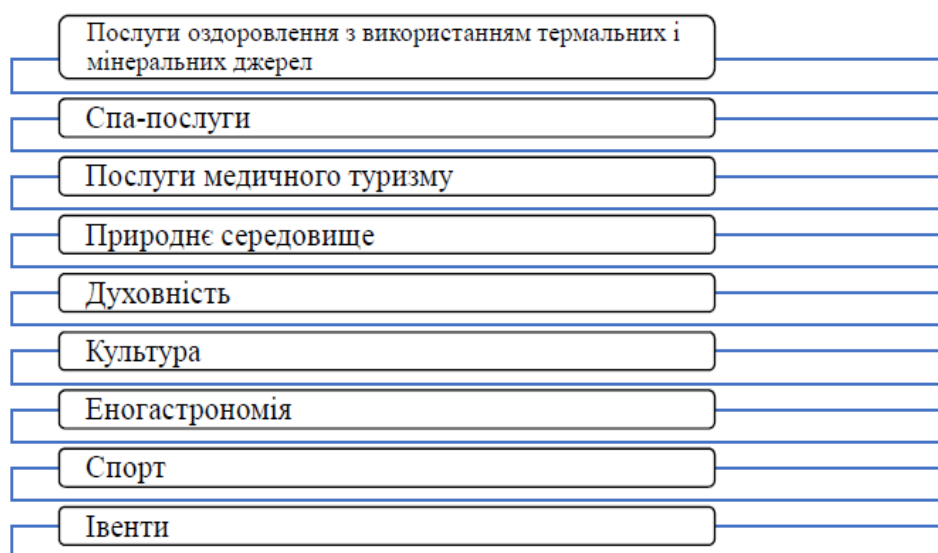 Послуги оздоровлення з використанням термальних і
мінеральних джерел
Спа-послуги
Послуги медичного туризму
Природнє середовище
Духовність
Культура
Еногастрономія
Спорт
Івенти